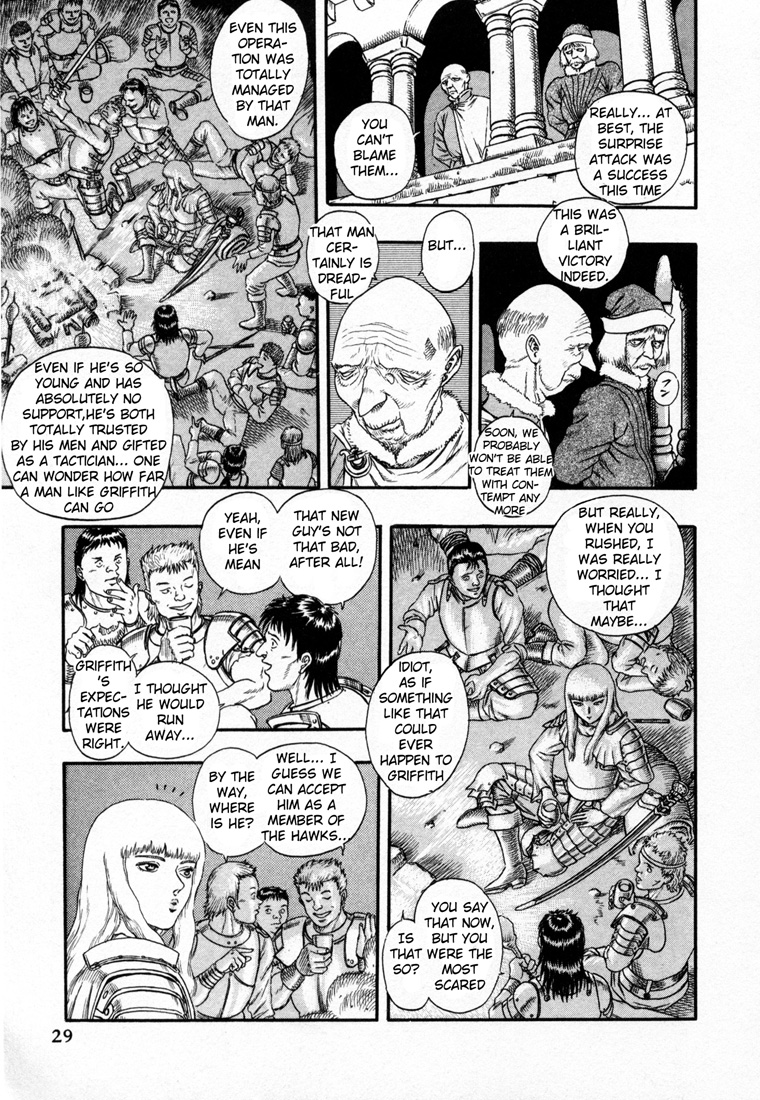 REALLY... AT
BEST, THE
SURPRISE
ATTACK WAS
A SUCCESS
THIS TIME
YOU
CAN'T
BLAME
THEM...
EVEN THIS
OPERA-
TION WAS
TOTALLY
MANAGED
BY THAT
MAN.
THIS WAS
A BRIL-
LIANT
VICTORY
INDEED.
SOON, WE
PROBABLY
WON'T BE ABLE
TO TREAT THEM
WITH CON-
TEMPT ANY
MORE
BUT...
THAT MAN
CER-
TAINLY IS
DREAD-
FUL
EVEN IF HE'S SO
YOUNG AND HAS
ABSOLUTELY NO
SUPPORT,HE'S BOTH
TOTALLY TRUSTED
BY HIS MEN AND GIFTED
AS A TACTICIAN... ONE
CAN WONDER HOW FAR
A MAN LIKE GRIFFITH
CAN GO
BUT REALLY,
WHEN YOU
RUSHED, I
WAS REALLY
WORRIED... I
THOUGHT
THAT
MAYBE...
IDIOT,
AS IF
SOMETHING
LIKE THAT
COULD
EVER
HAPPEN TO
GRIFFITH
YOU SAY
THAT NOW,
BUT YOU
WERE THE
MOST
SCARED
IS THAT
SO?
THAT NEW
GUY'S NOT
THAT BAD,
AFTER ALL!
YEAH,
EVEN IF
HE'S
MEAN
I THOUGHT
HE WOULD
RUN
AWAY...
GRIFFITH
'S
EXPEC-
TATIONS
WERE
RIGHT.
WELL... I
GUESS WE
CAN ACCEPT
HIM AS A
MEMBER OF
THE HAWKS...
BY THE
WAY,
WHERE
IS HE?
29